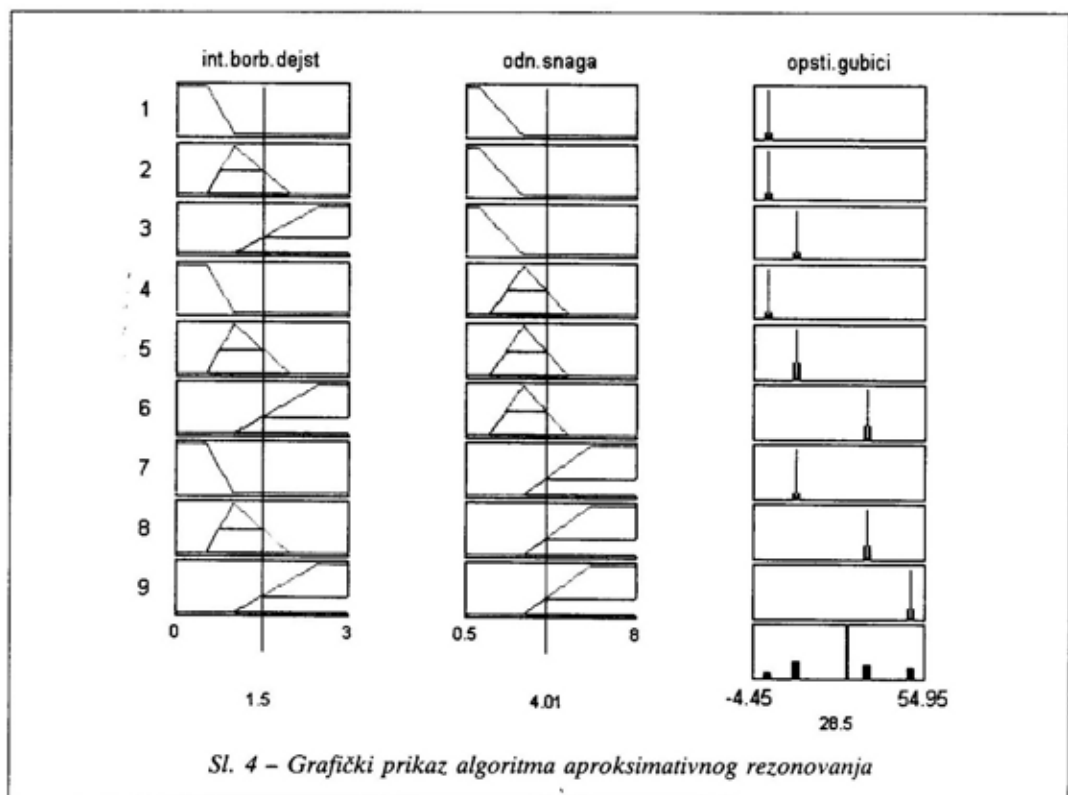 int.borb.dejst odn.snaga opsti.gubici
1
2
3
4
5
6
7
8
9
0 3 0.5 8
-4.45 54.95
1.5 4.01 28.5
Sl. 4 – Grafički prikaz algoritma aproksimativnog rezonovanja